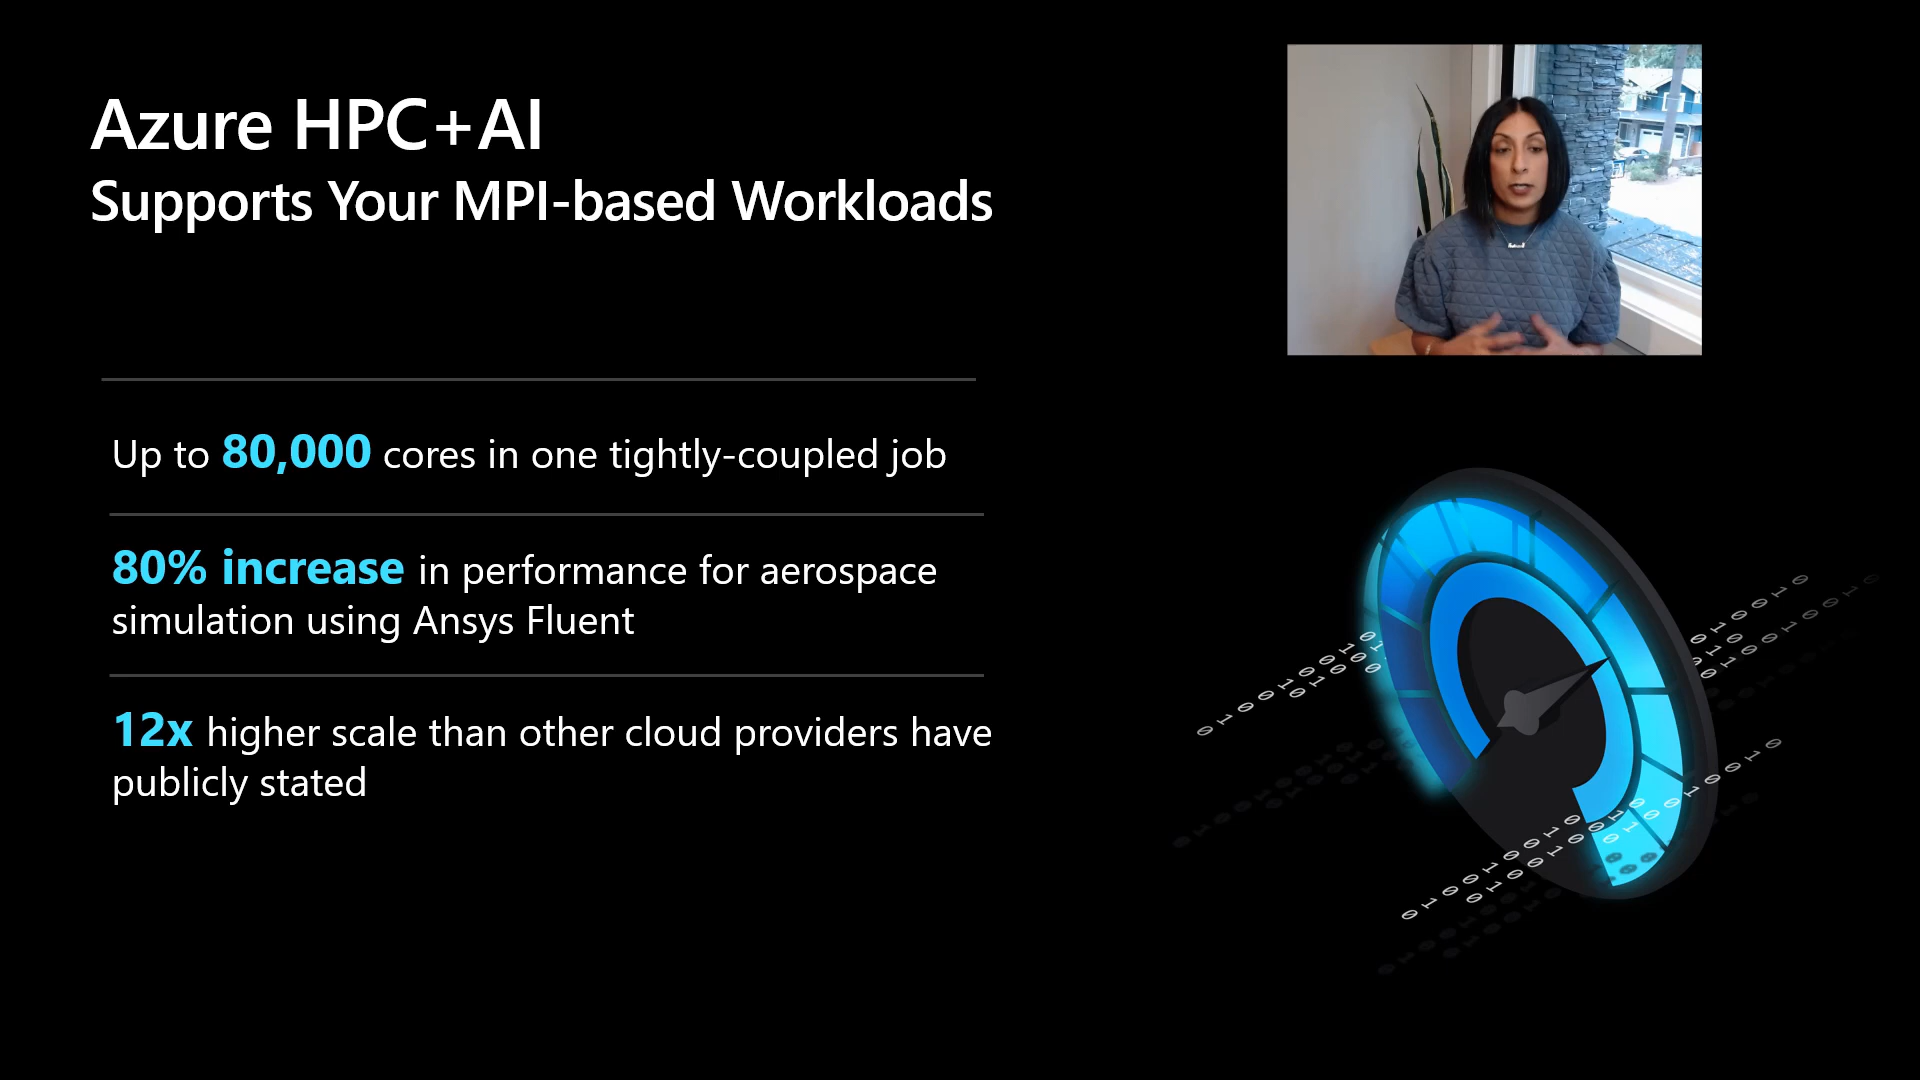 Azure HPC+AI
Supports Your MPI-based Workloads
Up to 80,000 cores in one tightly-coupled job
80% increase in performance for aerospace
simulation using Ansys Fluent
12x higher scale than other cloud providers have
publicly stated